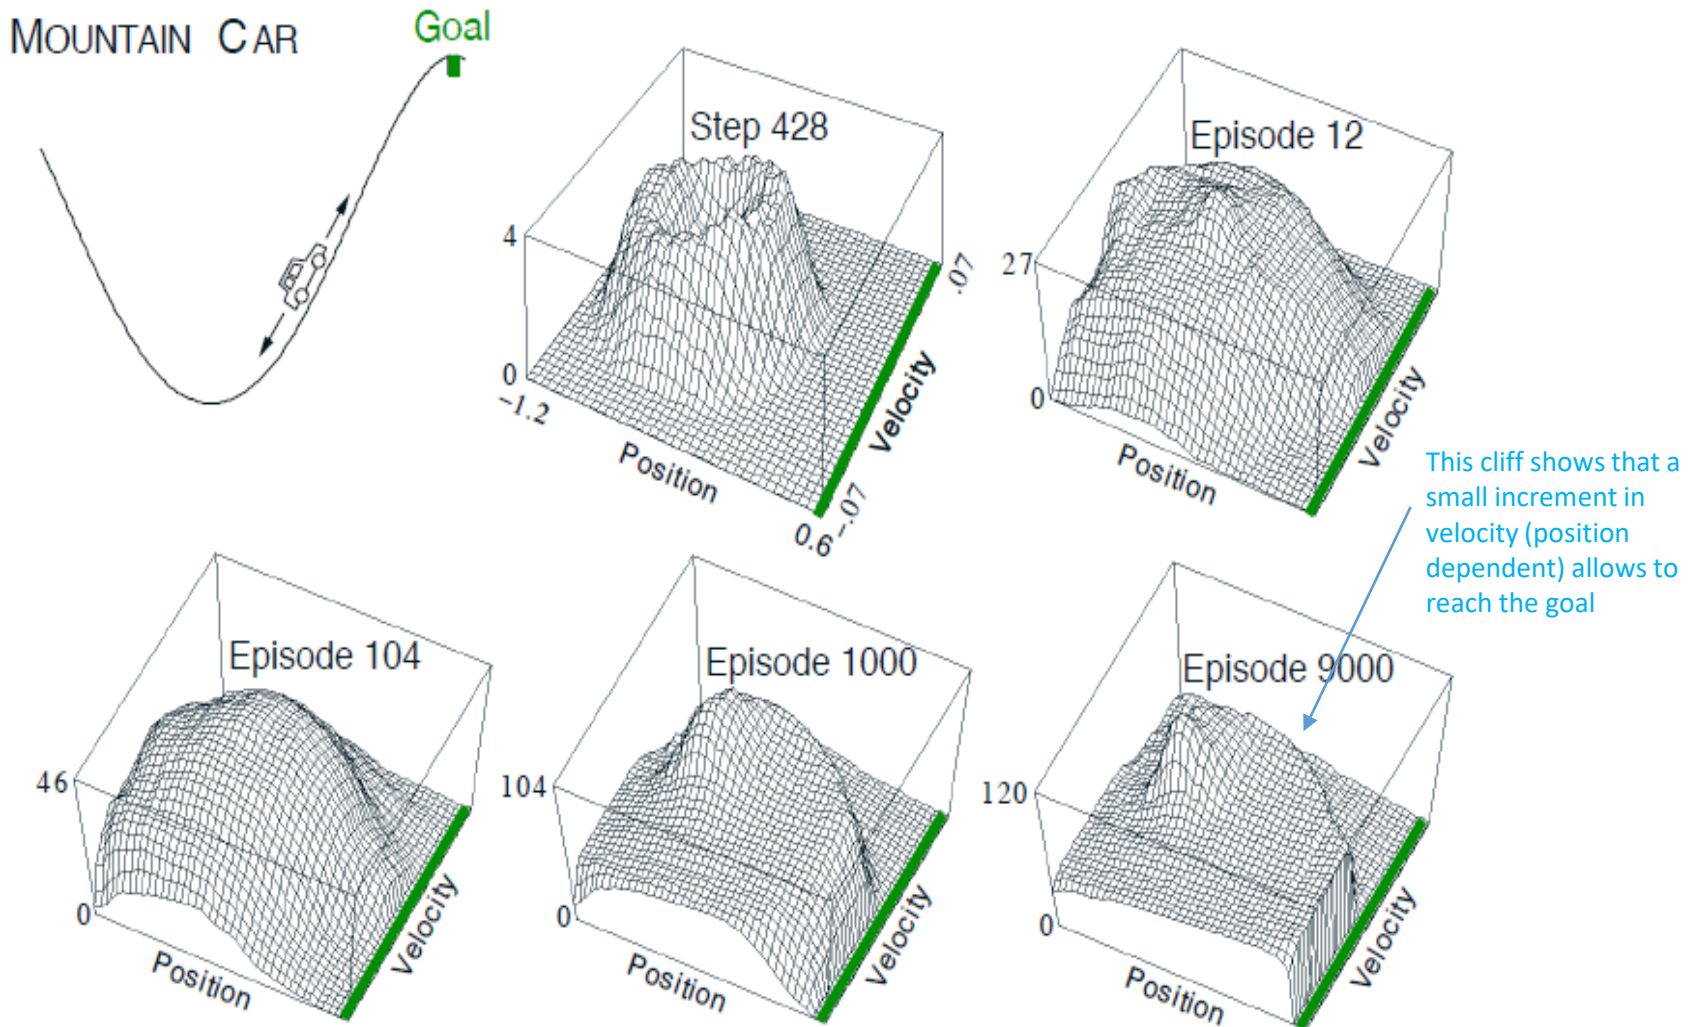 MOUNTAIN CAR
Goal
Step 428
4
0
-1.2
Position
0.6
-.07
Velocity
.07
Episode 12
27
0
Position
Velocity
This cliff shows that a
small increment in
velocity (position
dependent) allows to
reach the goal
Episode 104
46
0
Position
Velocity
Episode 1000
104
0
Position
Velocity
Episode 9000
120
0
Position
Velocity